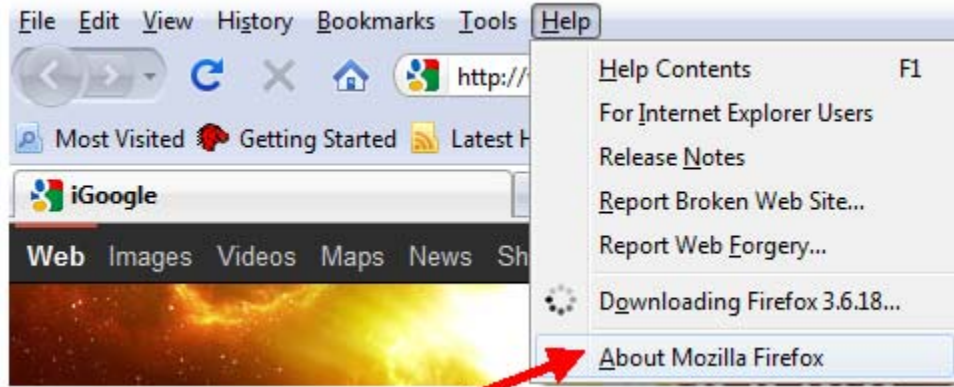 File Edit View History Bookmarks Tools Help
http://
Most Visited Getting Started Latest H
iGoogle
Web Images Videos Maps News Sh
Help Contents F1
For Internet Explorer Users
Release Notes
Report Broken Web Site...
Report Web Forgery...
Downloading Firefox 3.6.18...
About Mozilla Firefox